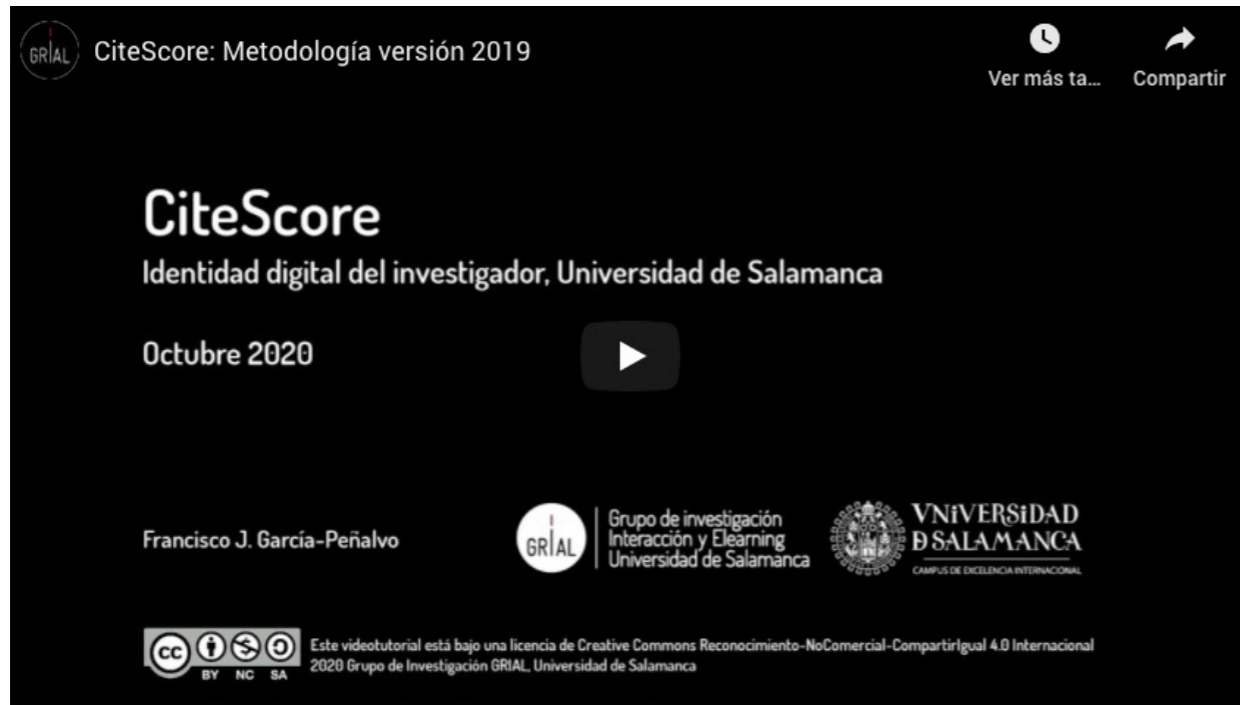 GRIAL
CiteScore: Metodología versión 2019
Ver más ta...
Compartir
CiteScore
Identidad digital del investigador, Universidad de Salamanca
Octubre 2020
Francisco J. García-Peñalvo
GRIAL
Grupo de investigación
Interacción y Elearning
Universidad de Salamanca
VNiVERSiDAD
D SALAMANCA
CAMPUS DE EXCELENCIA INTERNACIONAL
cc
BY NC SA
Este videotutorial está bajo una licencia de Creative Commons Reconocimiento-NoComercial-CompartirIgual 4.0 Internacional
2020 Grupo de Investigación GRIAL, Universidad de Salamanca